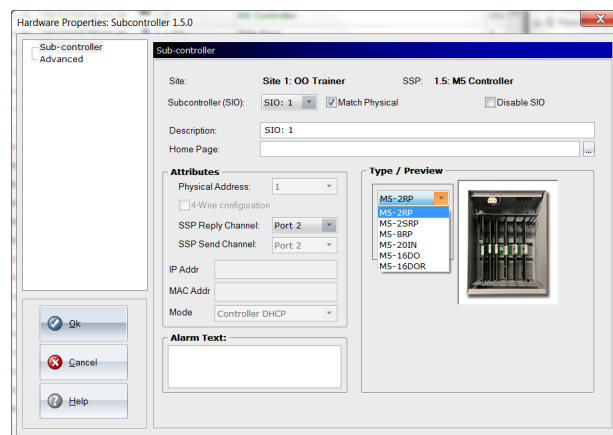 Hardware Properties: Subcontroller 1.5.0
Sub-controller
Advanced
Sub-controller
Site: Site 1: OO Trainer SSP: 1.5: M5 Controller
Subcontroller (SIO): SIO: 1 Match Physical Disable SIO
Description: SIO: 1
Home Page: ...
Attributes
Physical Address: 1
4-Wire configuration
SSP Reply Channel: Port 2
SSP Send Channel: Port 2
IP Addr
MAC Addr
Mode Controller DHCP
Alarm Text:
Type / Preview
M5-2RP
M5-2RP
M5-2SRP
M5-8RP
M5-20IN
M5-16DO
M5-16DOR
Ok
Cancel
Help